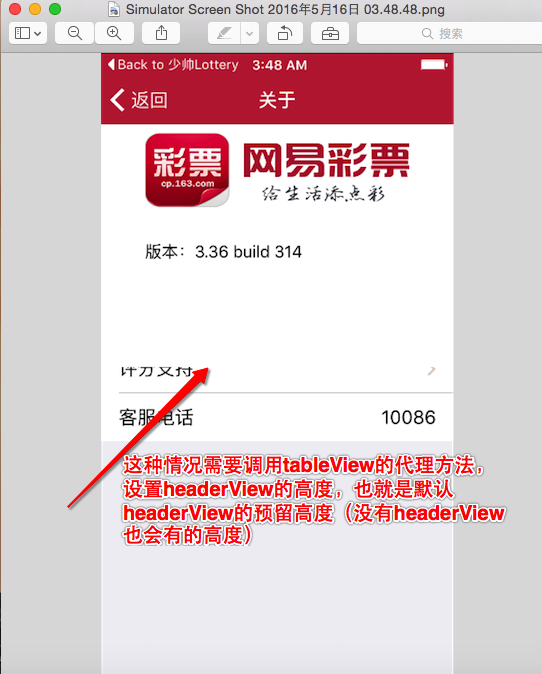 Simulator Screen Shot 2016年5月16日 03.48.48.png
搜索
Back to 少帅Lottery 3:48 AM
返回 关于
彩票 网易彩票
cp.163.com 给生活添点彩
版本：3.36 build 314
评分支持
客服电话 10086
这种情况需要调用tableView的代理方法，
设置headerView的高度，也就是默认
headerView的预留高度（没有headerView
也会有的高度）